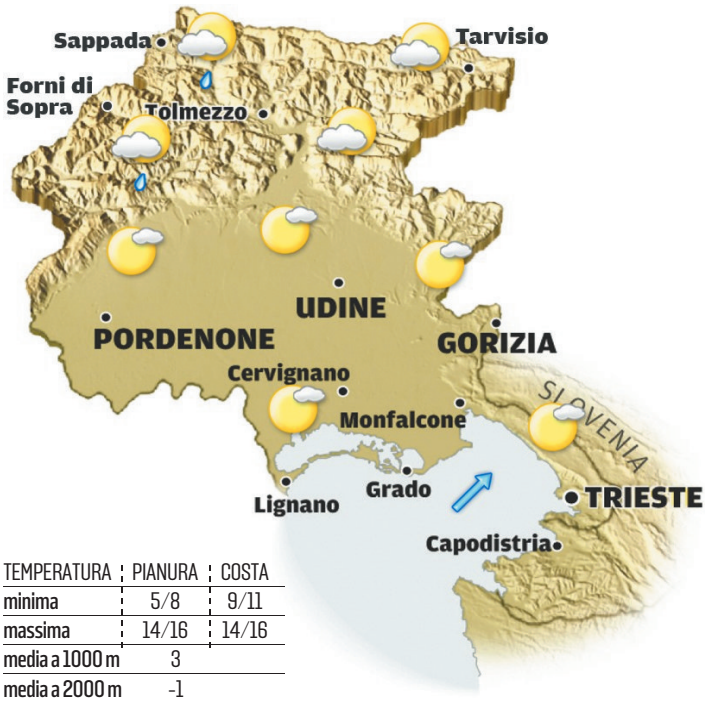 Sappada
Tarvisio
Forni di
Sopra
Tolmezzo
UDINE
PORDENONE
GORIZIA
Cervignano
SLOVENIA
Monfalcone
Grado
Lignano
TRIESTE
Capodistria
TEMPERATURA PIANURA COSTA
minima 5/8 9/11
massima 14/16 14/16
media a 1000 m 3
media a 2000 m -1